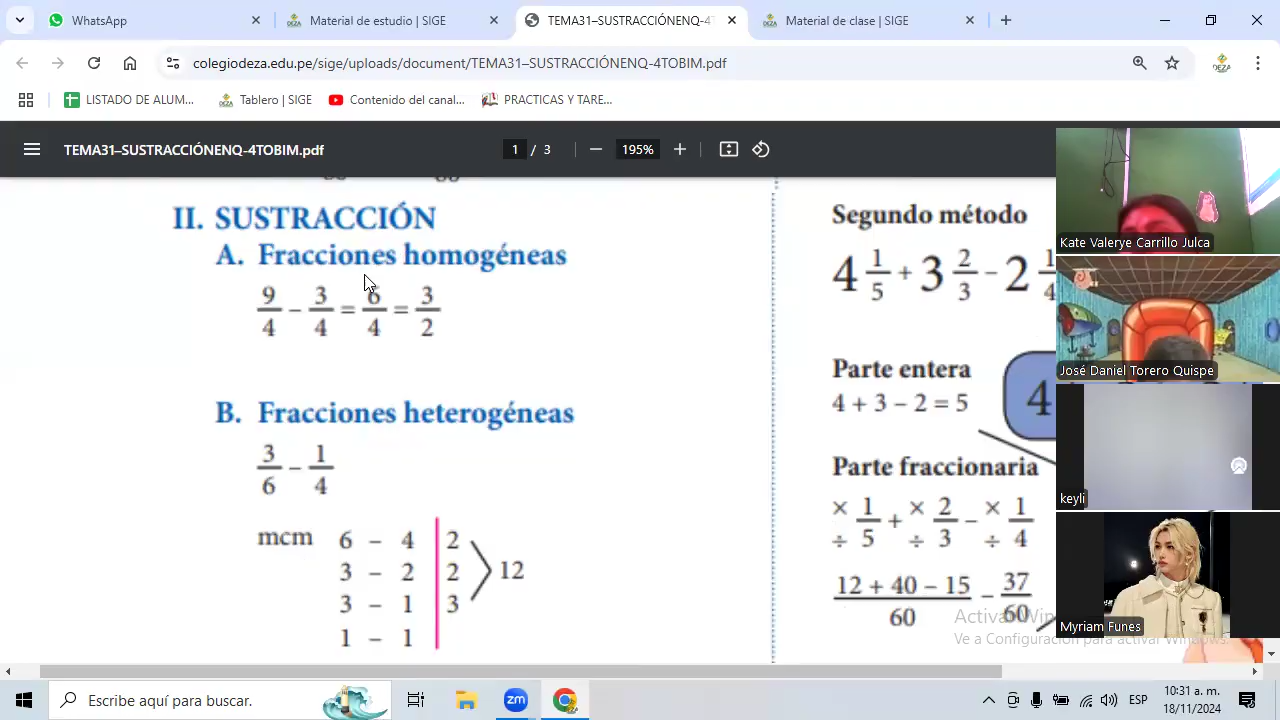 WhatsApp
Material de estudio | SIGE
TEMA31–SUSTRACCIÓNENQ-4T
Material de clase | SIGE
colegiodeza.edu.pe/sige/uploads/document/TEMA31–SUSTRACCIÓNENQ-4TOBIM.pdf
LISTADO DE ALUM...
Tablero | SIGE
Contenido del canal...
PRACTICAS Y TARE...
TEMA31–SUSTRACCIÓNENQ-4TOBIM.pdf
1 / 3
195%
II. SUSTRACCIÓN
A. Fracciones homogéneas
9/4 − 3/4 = 6/4 = 3/2
B. Fracciones heterogéneas
3/6 − 1/4
mcm 6 − 4 | 2
3 − 2 | 2 > 12
3 − 1 | 3
1 − 1
Segundo método
4 1/5 + 3 2/3 − 2 1/4
Parte entera
4 + 3 − 2 = 5
4
Parte fraccionaria
× 1/5 + × 2/3 − × 1/4
÷ ÷ ÷
12 + 40 − 15 / 60 − 37/60
Kate Valerye Carrillo Julca
José Daniel Torero Quispe
keyli
Myriam Funes
Activar Win
Ve a Configuración para activar Windows.
Escribe aquí para buscar.
zm
ESP
10:31 a. m.
18/11/2024